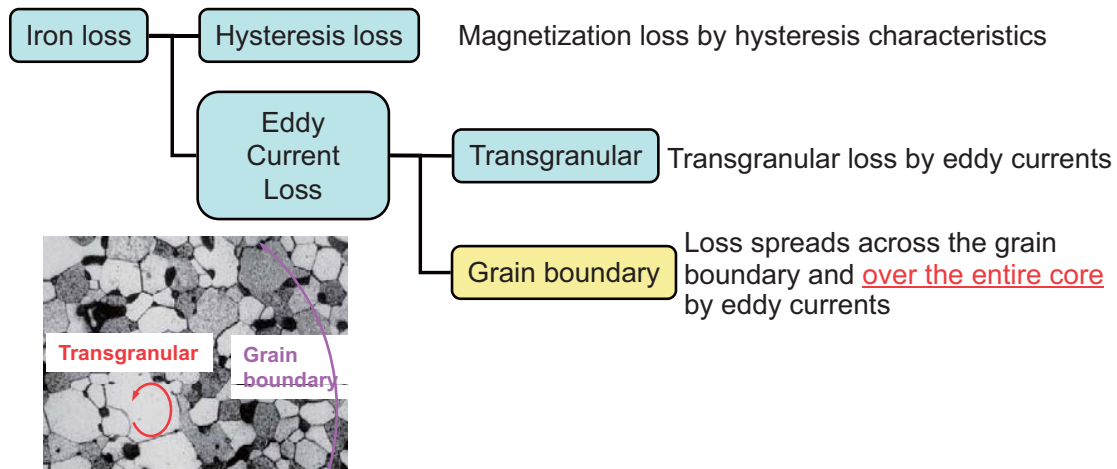 Iron loss
Hysteresis loss
Magnetization loss by hysteresis characteristics
Eddy
Current
Loss
Transgranular
Transgranular loss by eddy currents
Grain boundary
Loss spreads across the grain
boundary and over the entire core
by eddy currents
Transgranular
Grain
boundary